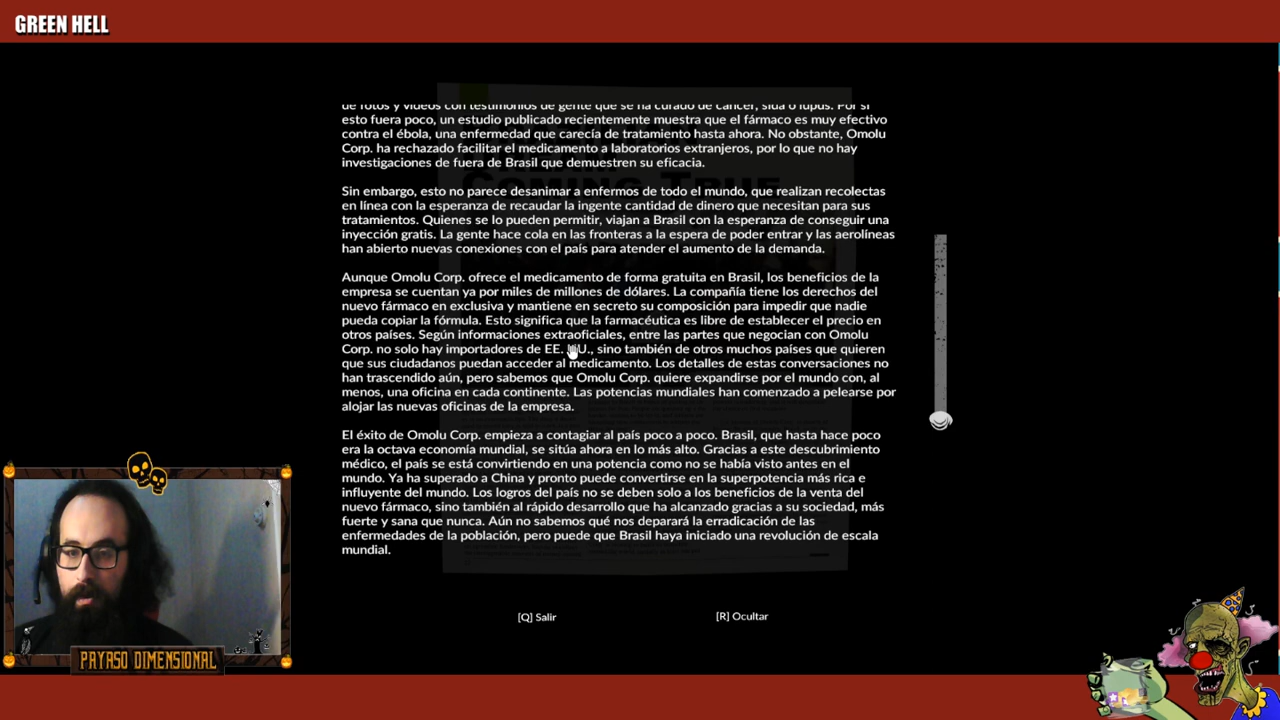 GREEN HELL
de fotos y vídeos con testimonios de gente que se ha curado de cáncer, sida o lupus. Por si
esto fuera poco, un estudio publicado recientemente muestra que el fármaco es muy efectivo
contra el ébola, una enfermedad que carecía de tratamiento hasta ahora. No obstante, Omolu
Corp. ha rechazado facilitar el medicamento a laboratorios extranjeros, por lo que no hay
investigaciones de fuera de Brasil que demuestren su eficacia.
Sin embargo, esto no parece desanimar a enfermos de todo el mundo, que realizan recolectas
en línea con la esperanza de recaudar la ingente cantidad de dinero que necesitan para sus
tratamientos. Quienes se lo pueden permitir, viajan a Brasil con la esperanza de conseguir una
inyección gratis. La gente hace cola en las fronteras a la espera de poder entrar y las aerolíneas
han abierto nuevas conexiones con el país para atender el aumento de la demanda.
Aunque Omolu Corp. ofrece el medicamento de forma gratuita en Brasil, los beneficios de la
empresa se cuentan ya por miles de millones de dólares. La compañía tiene los derechos del
nuevo fármaco en exclusiva y mantiene en secreto su composición para impedir que nadie
pueda copiar la fórmula. Esto significa que la farmacéutica es libre de establecer el precio en
otros países. Según informaciones extraoficiales, entre las partes que negocian con Omolu
Corp. no solo hay importadores de EE. UU., sino también de otros muchos países que quieren
que sus ciudadanos puedan acceder al medicamento. Los detalles de estas conversaciones no
han trascendido aún, pero sabemos que Omolu Corp. quiere expandirse por el mundo con, al
menos, una oficina en cada continente. Las potencias mundiales han comenzado a pelearse por
alojar las nuevas oficinas de la empresa.
El éxito de Omolu Corp. empieza a contagiar al país poco a poco. Brasil, que hasta hace poco
era la octava economía mundial, se sitúa ahora en lo más alto. Gracias a este descubrimiento
médico, el país se está convirtiendo en una potencia como no se había visto antes en el
mundo. Ya ha superado a China y pronto puede convertirse en la superpotencia más rica e
influyente del mundo. Los logros del país no se deben solo a los beneficios de la venta del
nuevo fármaco, sino también al rápido desarrollo que ha alcanzado gracias a su sociedad, más
fuerte y sana que nunca. Aún no sabemos qué nos deparará la erradicación de las
enfermedades de la población, pero puede que Brasil haya iniciado una revolución de escala
mundial.
[Q] Salir
[R] Ocultar
PAYASO DIMENSIONAL
COMING TRUE